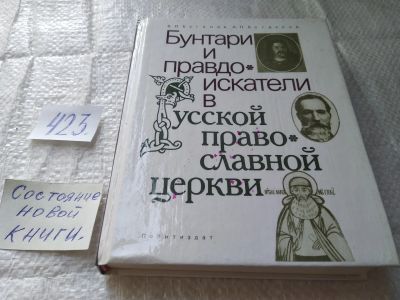 Бунтари и
правдо-
искатели в
Русской
право-
славной
церкви
Политиздат
423.
Состояние
новой
книги.